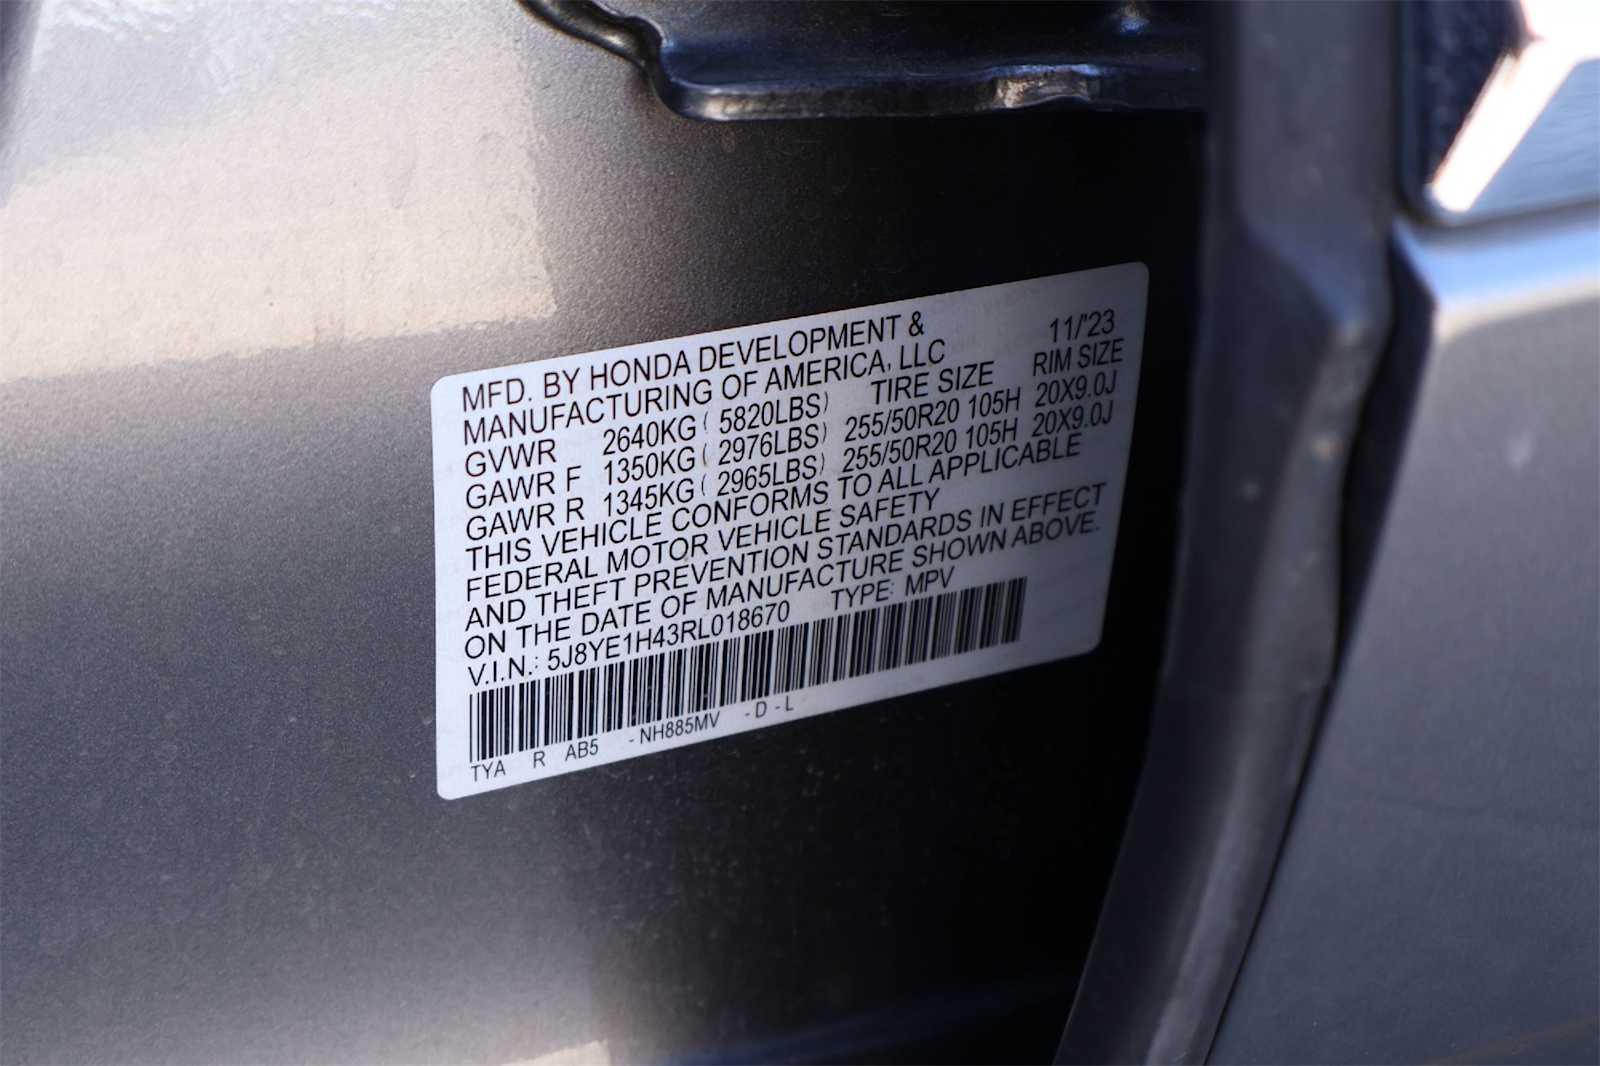 MFD. BY HONDA DEVELOPMENT & 11/'23
MANUFACTURING OF AMERICA, LLC RIM SIZE
TIRE SIZE
GVWR 2640KG ( 5820LBS)
GAWR F 1350KG ( 2976LBS) 255/50R20 105H 20X9.0J
GAWR R 1345KG ( 2965LBS) 255/50R20 105H 20X9.0J
THIS VEHICLE CONFORMS TO ALL APPLICABLE
FEDERAL MOTOR VEHICLE SAFETY
AND THEFT PREVENTION STANDARDS IN EFFECT
ON THE DATE OF MANUFACTURE SHOWN ABOVE.
V.I.N.: 5J8YE1H43RL018670 TYPE: MPV
TYA R AB5 - NH885MV - D - L